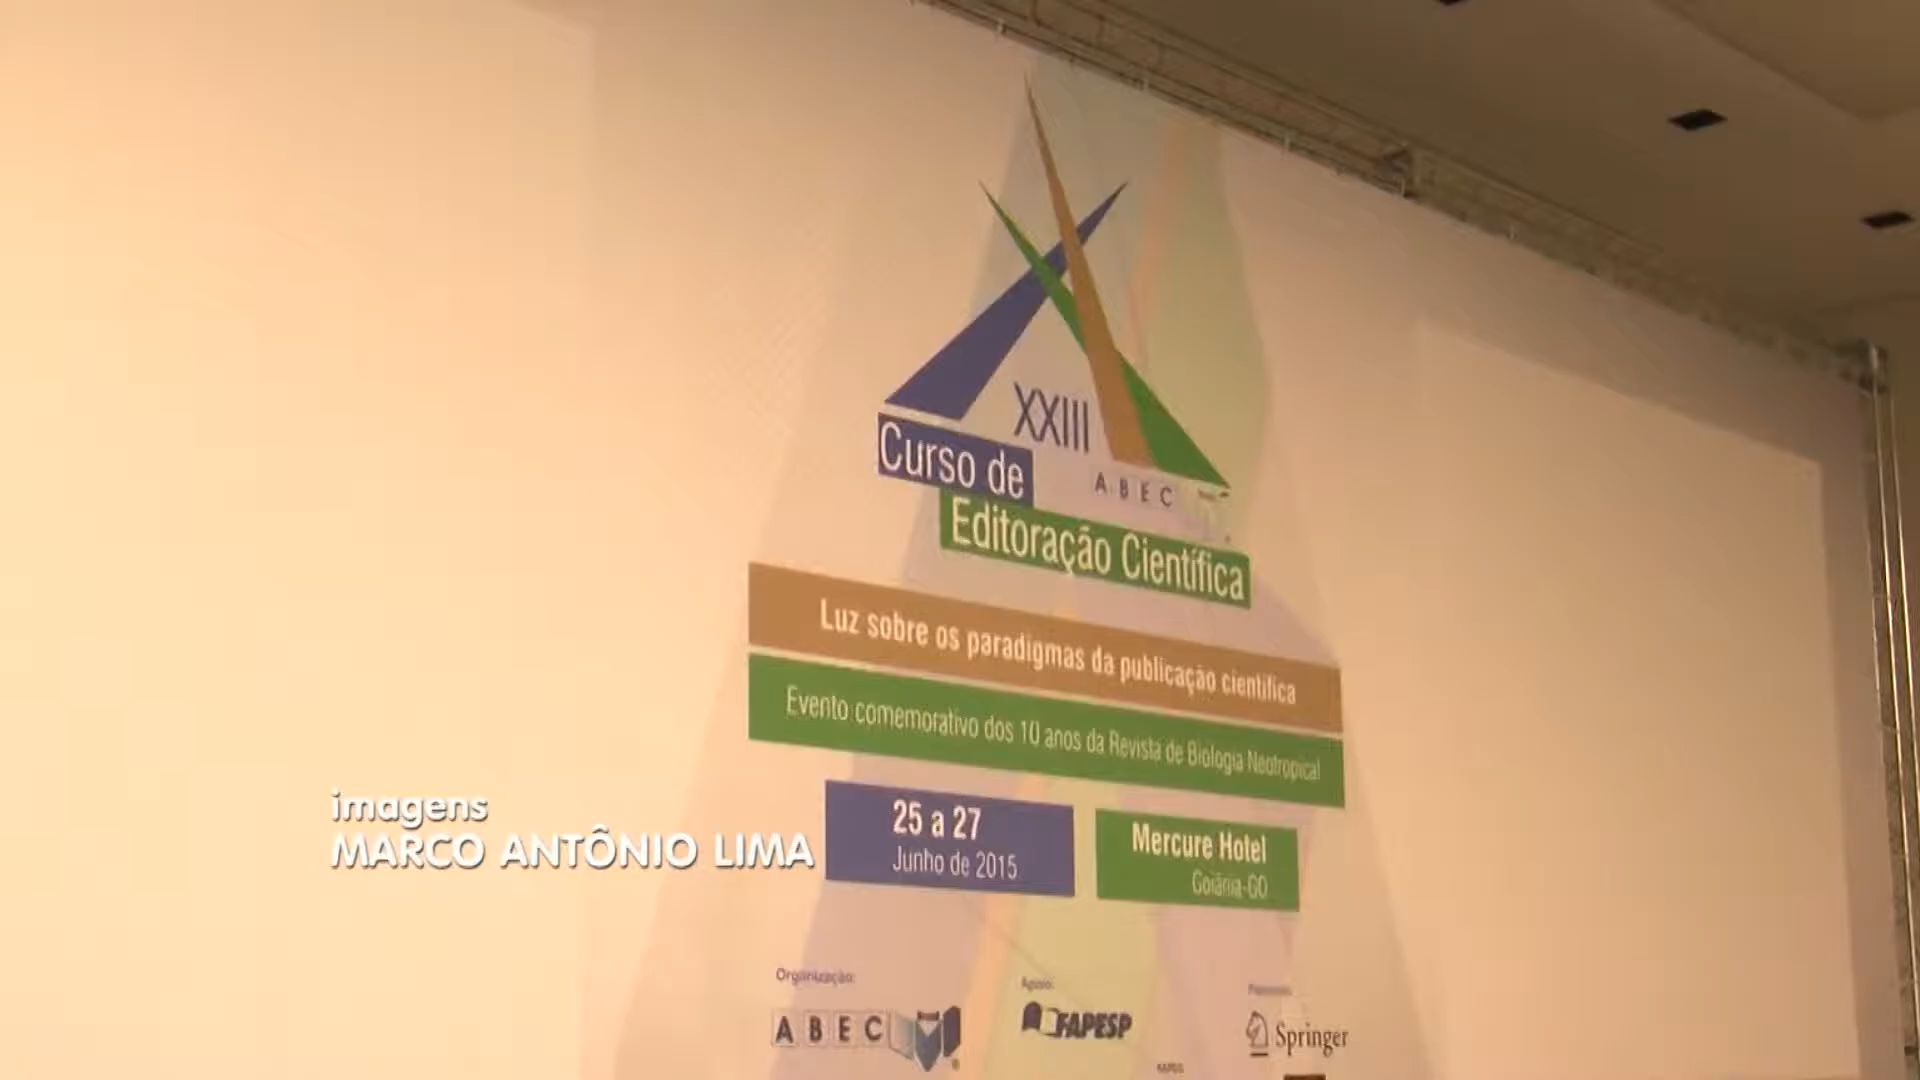 XXIII
Curso de
ABEC
Editoração Científica
Luz sobre os paradigmas da publicação científica
Evento comemorativo dos 10 anos da Revista de Biologia Neotropical
imagens
MARCO ANTÔNIO LIMA
25 a 27
Junho de 2015
Mercure Hotel
Goiânia-GO
Organização:
Apoio:
ABEC
FAPESP
Springer